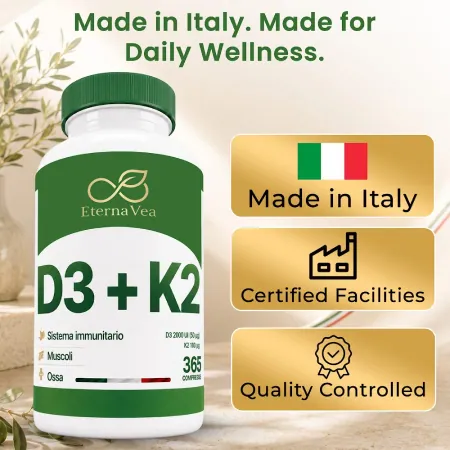 Made in Italy. Made for
Daily Wellness.
EternaVea
D3 + K2
Sistema immunitario
Muscoli
Ossa
D3 2000 UI (50 µg)
K2 100 µg
365
COMPRESSE
Made in Italy
Certified Facilities
Quality Controlled